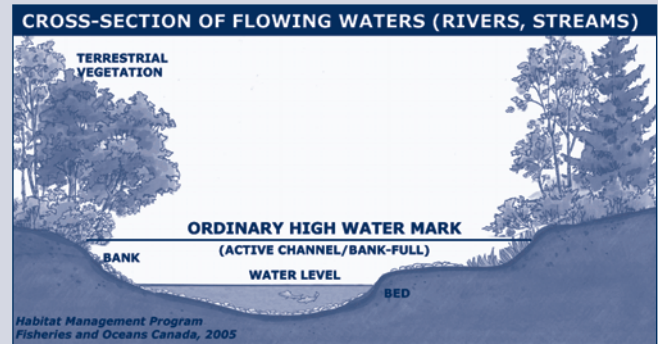 CROSS-SECTION OF FLOWING WATERS (RIVERS, STREAMS)
TERRESTRIAL
VEGETATION
ORDINARY HIGH WATER MARK
(ACTIVE CHANNEL/BANK-FULL)
BANK
WATER LEVEL
BED
Habitat Management Program
Fisheries and Oceans Canada, 2005